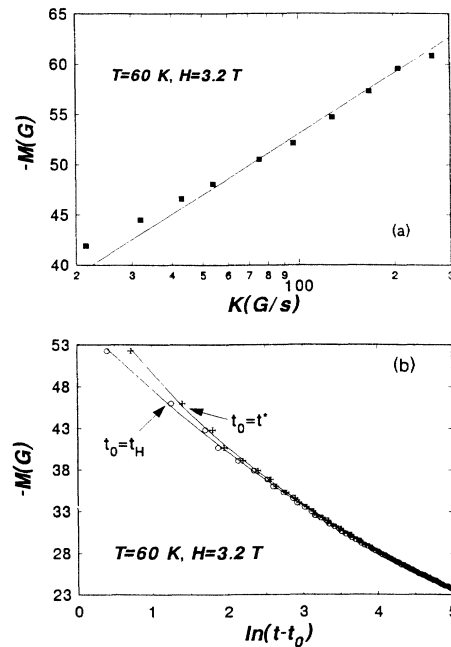 65
60
55
50
45
40
-M(G)
T=60 K, H=3.2 T
(a)
2 3 4 5 6 7 8 9 100 2 3
K(G/s)
53
48
43
38
33
28
23
-M(G)
(b)
t₀=t*
t₀=t_H
T=60 K, H=3.2 T
0 1 2 3 4 5
ln(t-t₀)